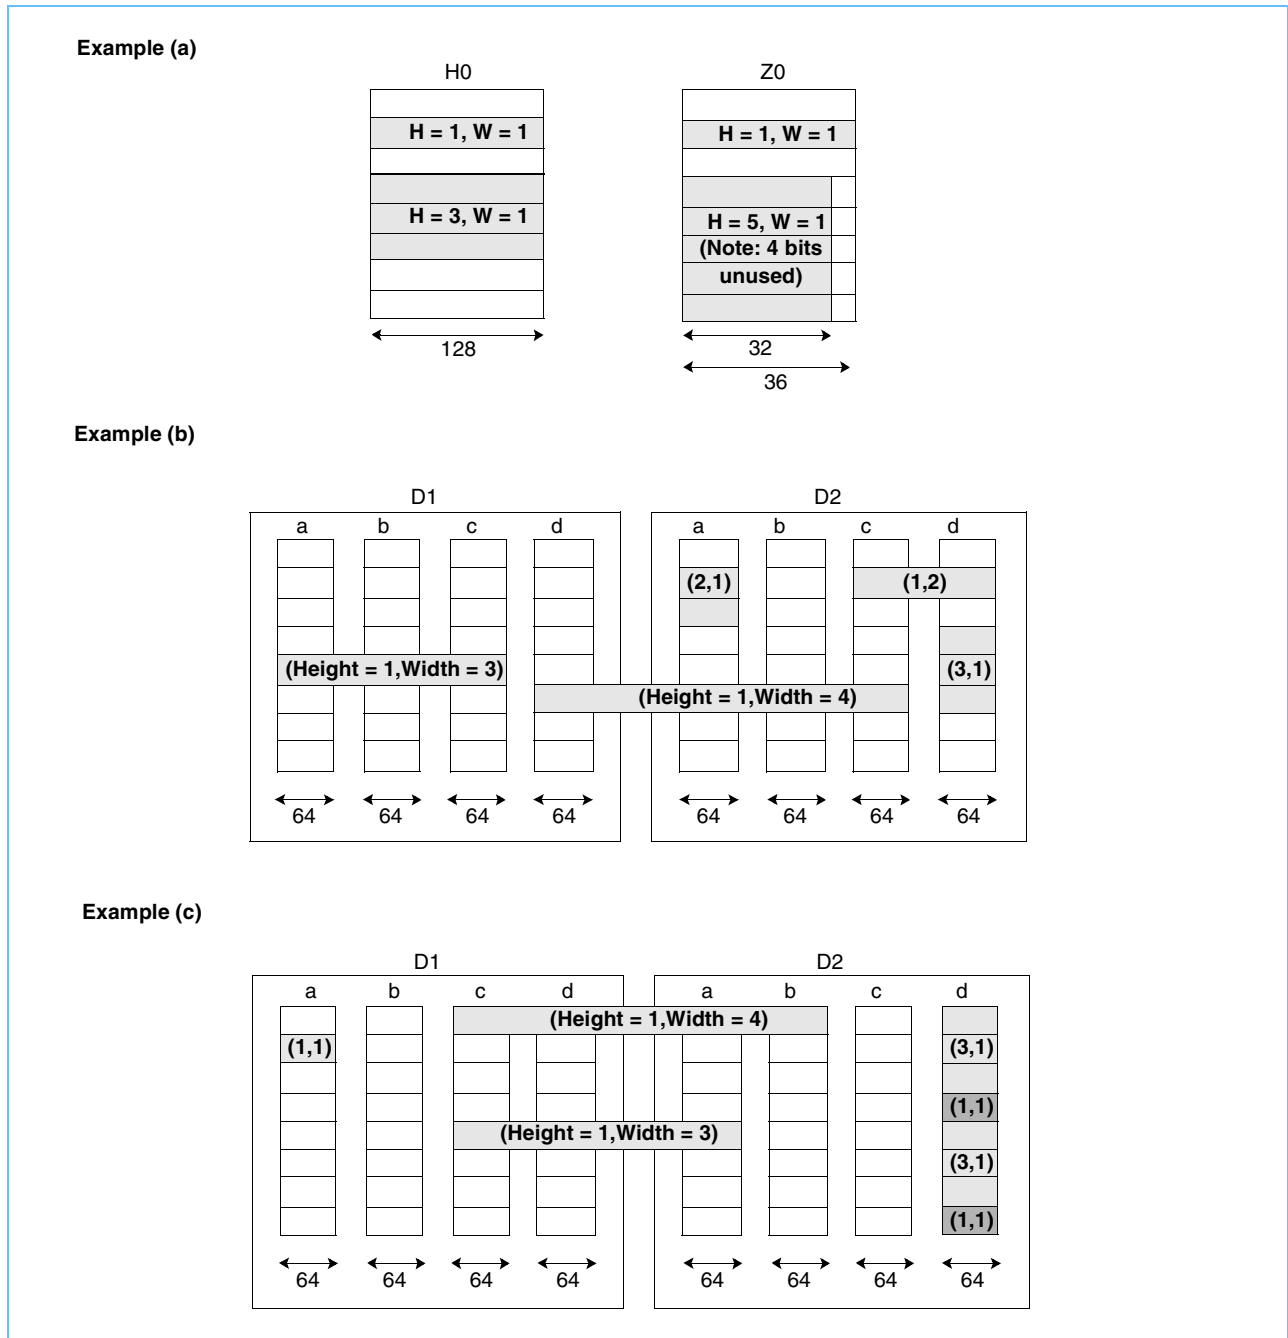 Example (a)
H0 Z0
H = 1, W = 1 H = 1, W = 1
H = 3, W = 1 H = 5, W = 1
(Note: 4 bits
unused)
128 32
36
Example (b)
D1 D2
a b c d a b c d
(2,1) (1,2)
(Height = 1,Width = 3) (3,1)
(Height = 1,Width = 4)
64 64 64 64 64 64 64 64
Example (c)
D1 D2
a b c d a b c d
(Height = 1,Width = 4)
(1,1) (3,1)
(1,1)
(Height = 1,Width = 3)
(3,1)
(1,1)
64 64 64 64 64 64 64 64